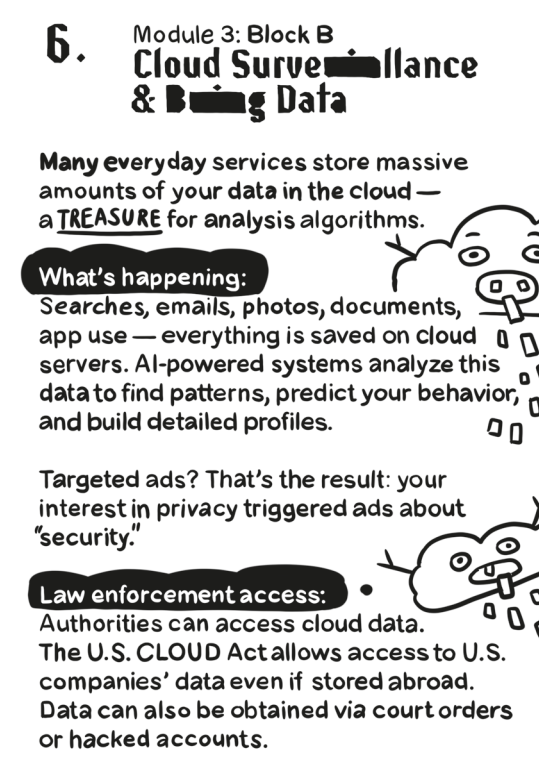 6.
Module 3: Block B
Cloud Surve llance
& B g Data
Many everyday services store massive
amounts of your data in the cloud —
a TREASURE for analysis algorithms.
What's happening:
Searches, emails, photos, documents,
app use — everything is saved on cloud
servers. AI-powered systems analyze this
data to find patterns, predict your behavior,
and build detailed profiles.
Targeted ads? That's the result: your
interest in privacy triggered ads about
"security."
Law enforcement access:
Authorities can access cloud data.
The U.S. CLOUD Act allows access to U.S.
companies' data even if stored abroad.
Data can also be obtained via court orders
or hacked accounts.